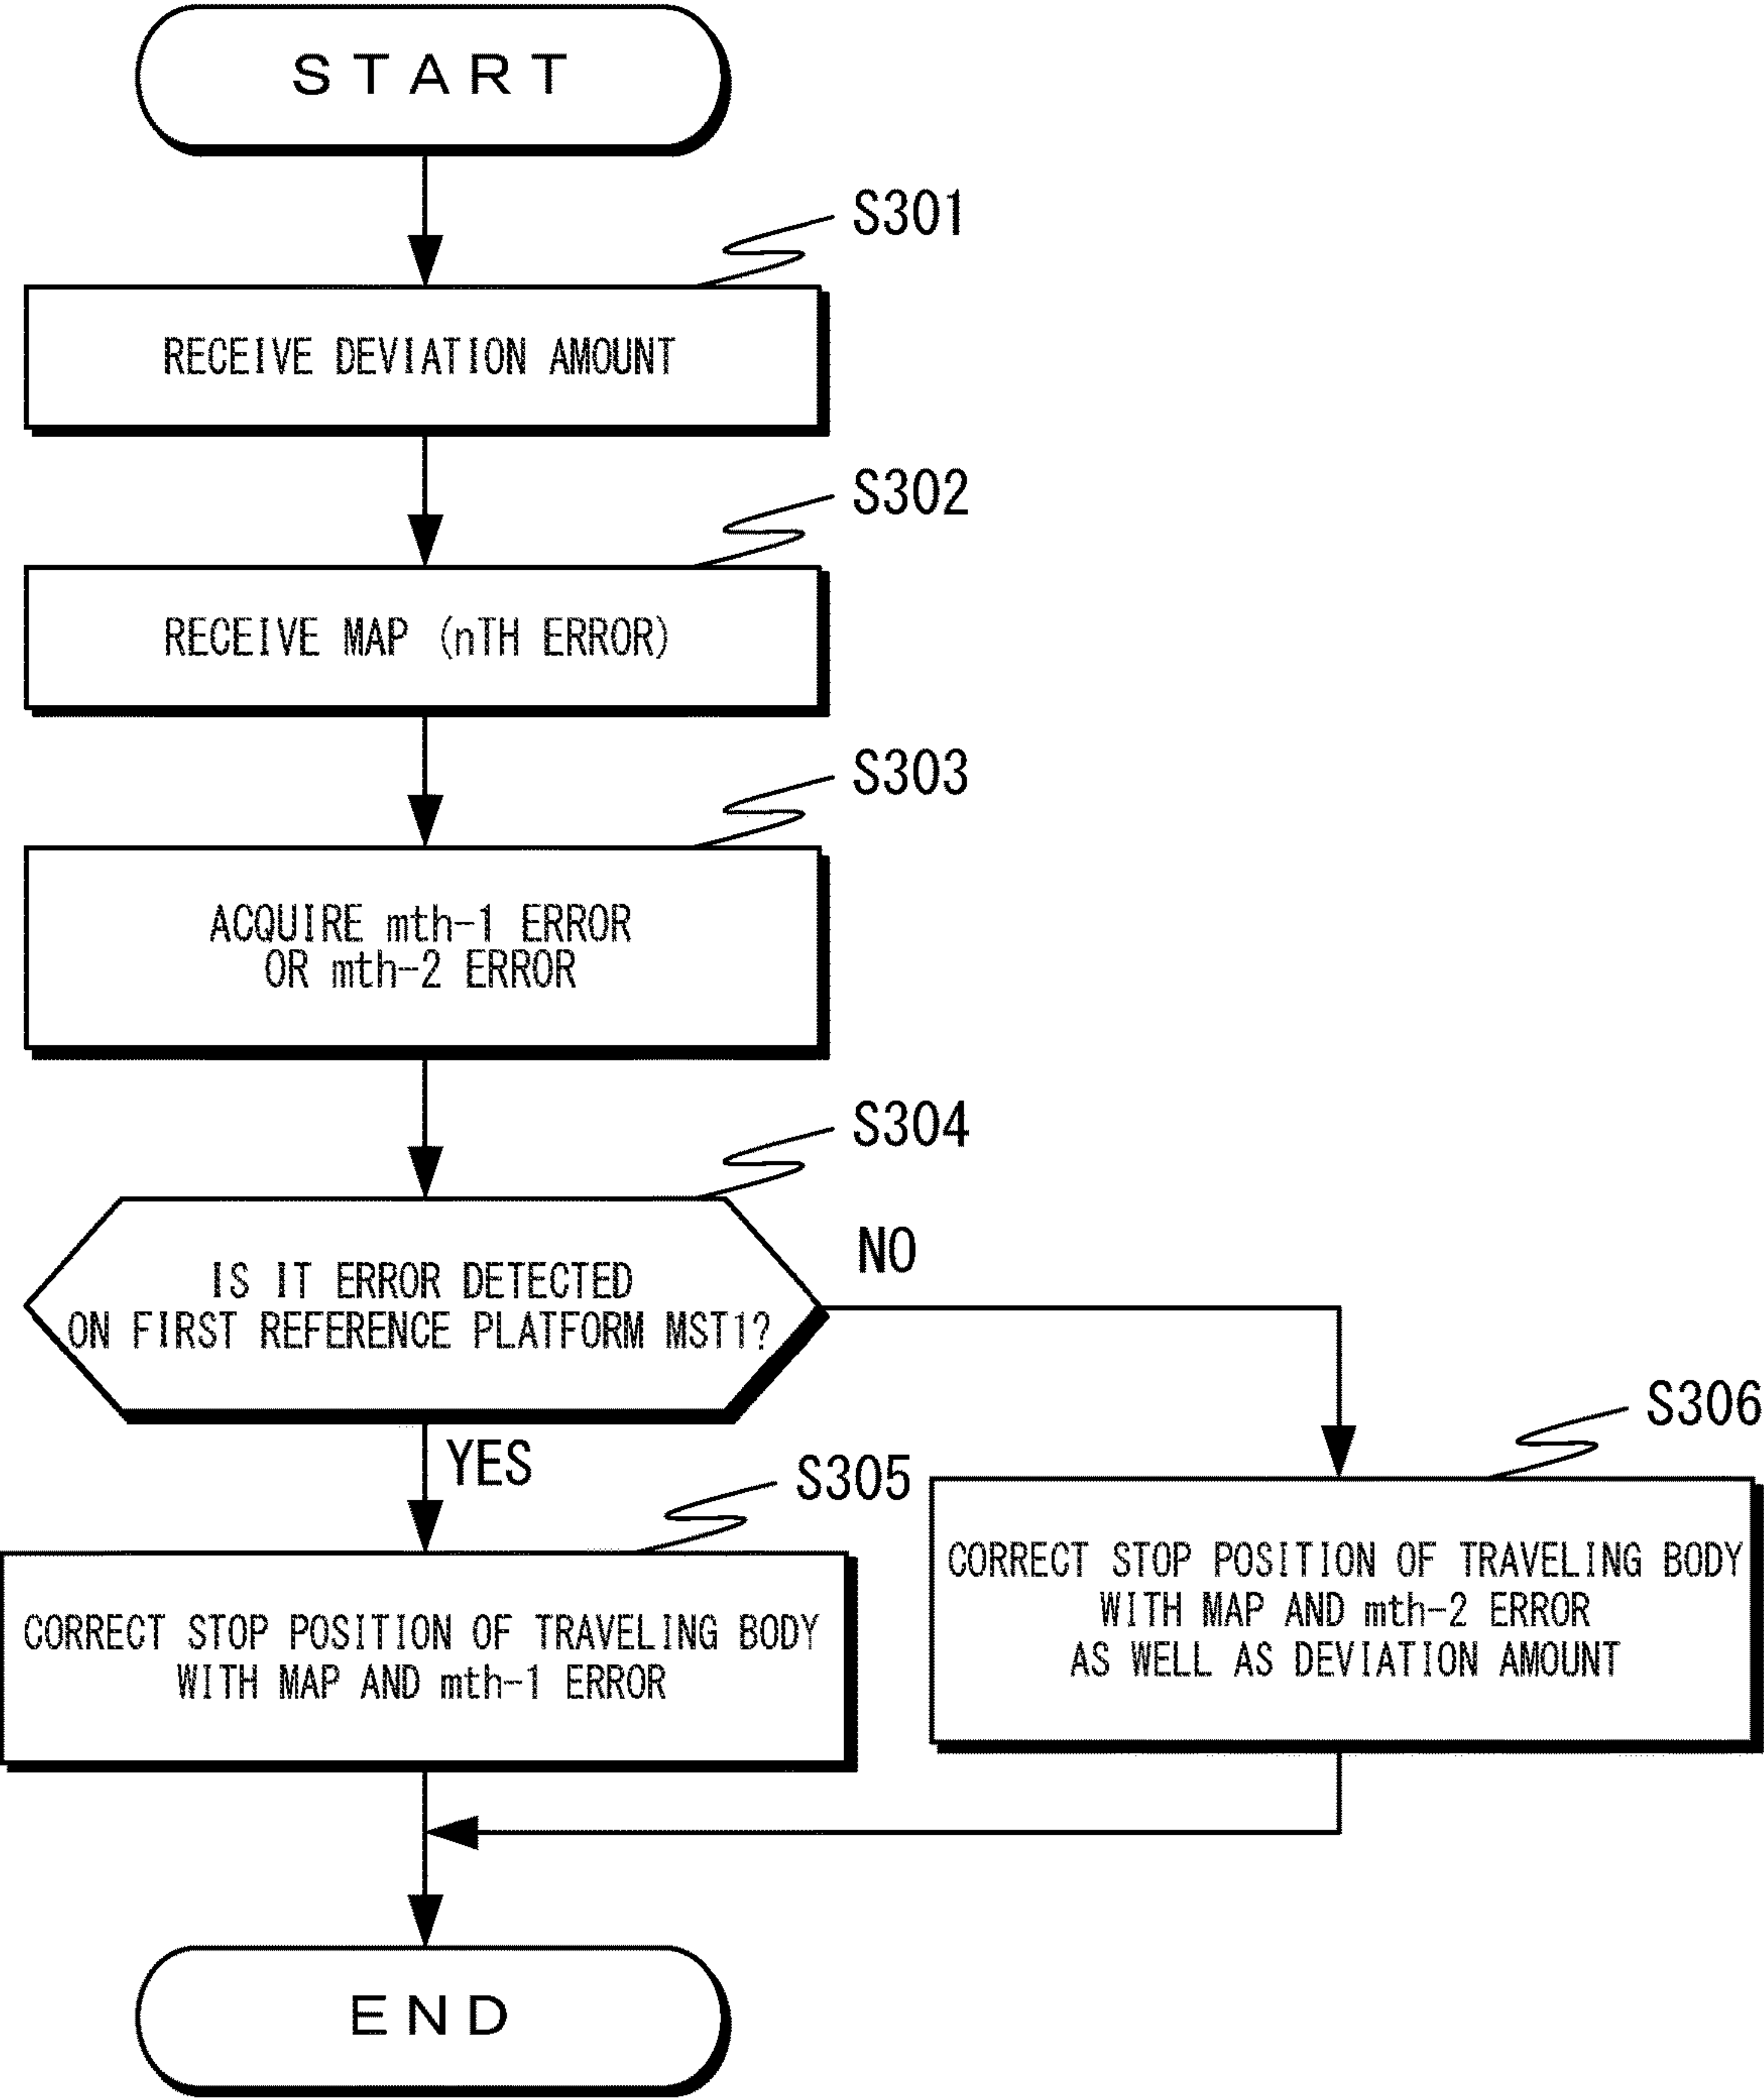 START
S301
RECEIVE DEVIATION AMOUNT
S302
RECEIVE MAP (nTH ERROR)
S303
ACQUIRE mth-1 ERROR
OR mth-2 ERROR
S304
IS IT ERROR DETECTED
ON FIRST REFERENCE PLATFORM MST1?
NO
YES
S305
CORRECT STOP POSITION OF TRAVELING BODY
WITH MAP AND mth-1 ERROR
S306
CORRECT STOP POSITION OF TRAVELING BODY
WITH MAP AND mth-2 ERROR
AS WELL AS DEVIATION AMOUNT
END